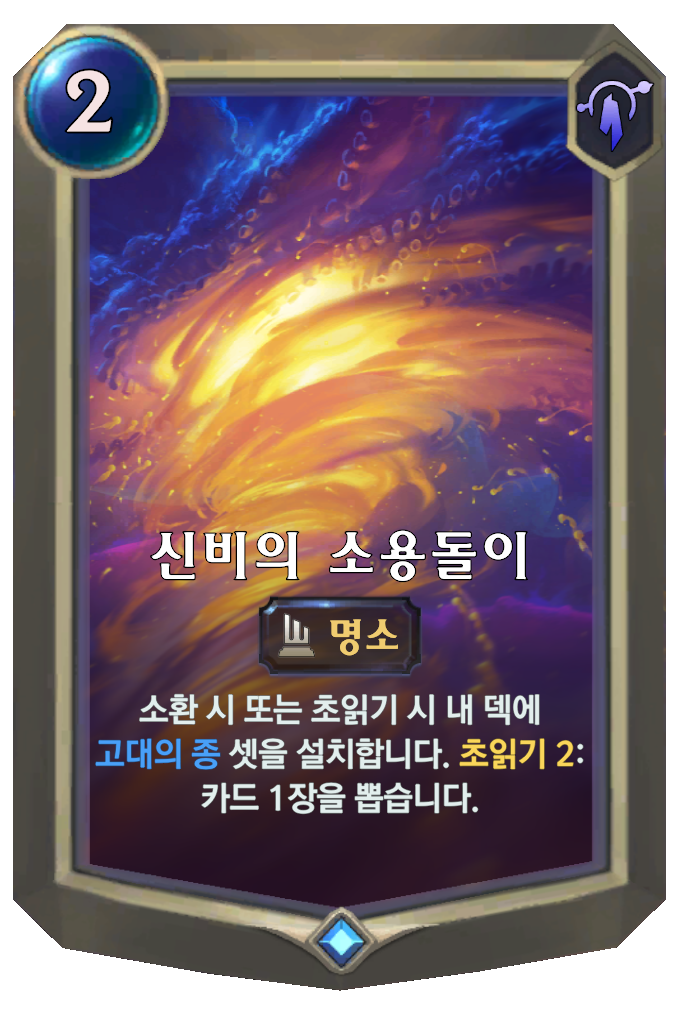 2
신비의 소용돌이
명소
소환 시 또는 초읽기 시 내 덱에
고대의 종 셋을 설치합니다. 초읽기 2:
카드 1장을 뽑습니다.